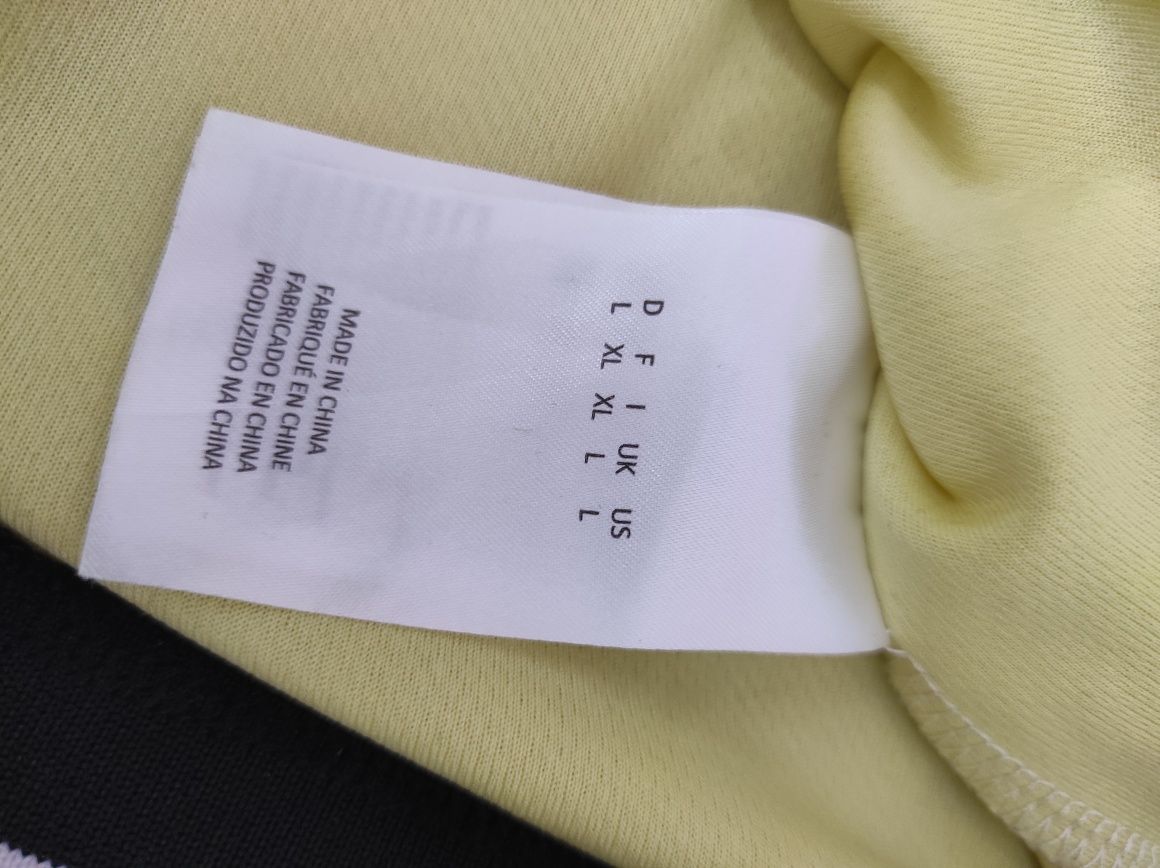 D F I UK US
L XL XL L L
MADE IN CHINA
FABRIQUÉ EN CHINE
FABRICADO EN CHINA
PRODUZIDO NA CHINA